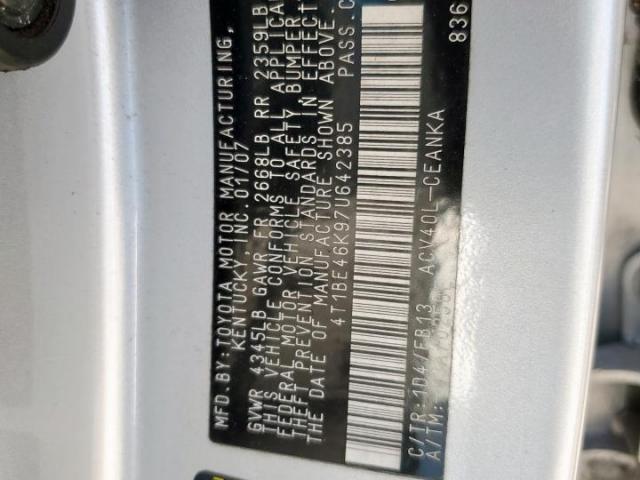 MFD.BY:TOYOTA MOTOR MANUFACTURING,
KENTUCKY, INC. 01/07
GVWR 4345LB GAWR FR 2668LB RR 2359LB
THIS VEHICLE CONFORMS TO ALL APPLICA
FEDERAL MOTOR VEHICLE SAFETY, BUMPER
THEFT PREVENTION STANDARDS IN EFFECT
THE DATE OF MANUFACTURE SHOWN ABOVE.
4T1BE46K97U642385 PASS.C
C/TR:1D4/FB13 ACV40L-CEANKA
A/TM: 836